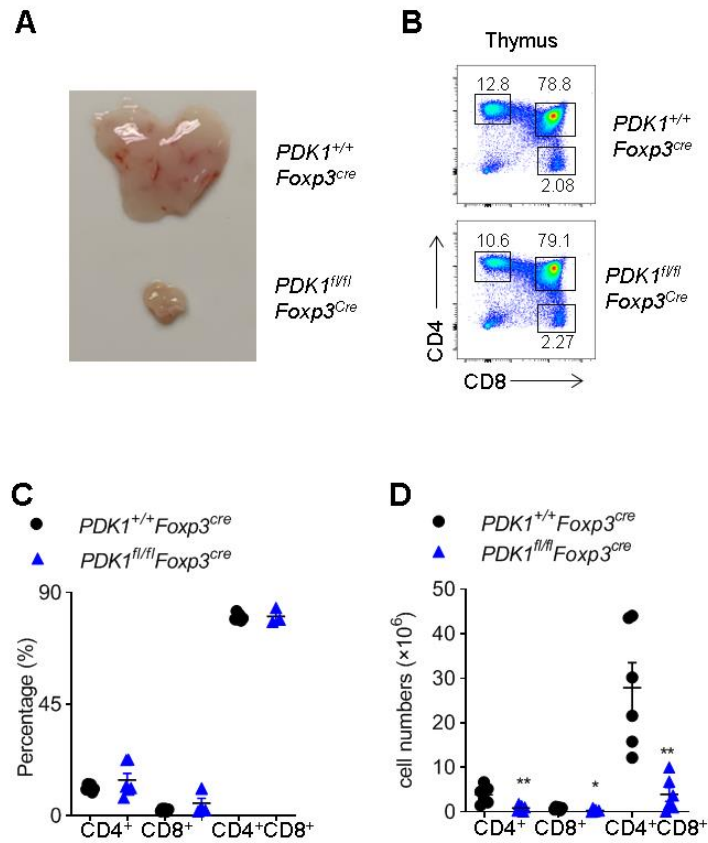 A
PDK1+/+
Foxp3cre
PDK1fl/fl
Foxp3Cre
B
Thymus
12.8 78.8
2.08
PDK1+/+
Foxp3cre
10.6 79.1
2.27
PDK1fl/fl
Foxp3Cre
CD4
CD8
C
PDK1+/+Foxp3cre
PDK1fl/flFoxp3cre
90
45
0
Percentage (%)
CD4+ CD8+ CD4+CD8+
D
PDK1+/+Foxp3cre
PDK1fl/flFoxp3cre
50
40
30
20
10
0
cell numbers (×106)
** * **
CD4+ CD8+ CD4+CD8+